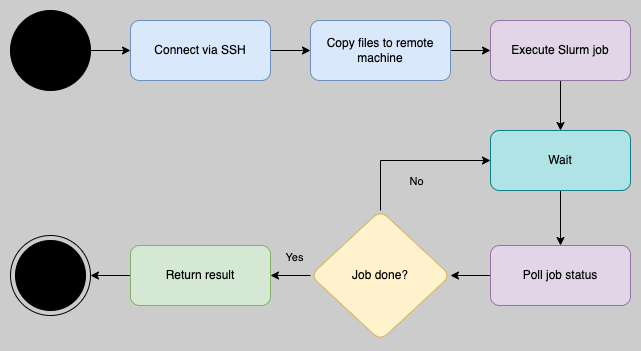 Connect via SSH
Copy files to remote
machine
Execute Slurm job
Wait
No
Yes
Return result
Job done?
Poll job status